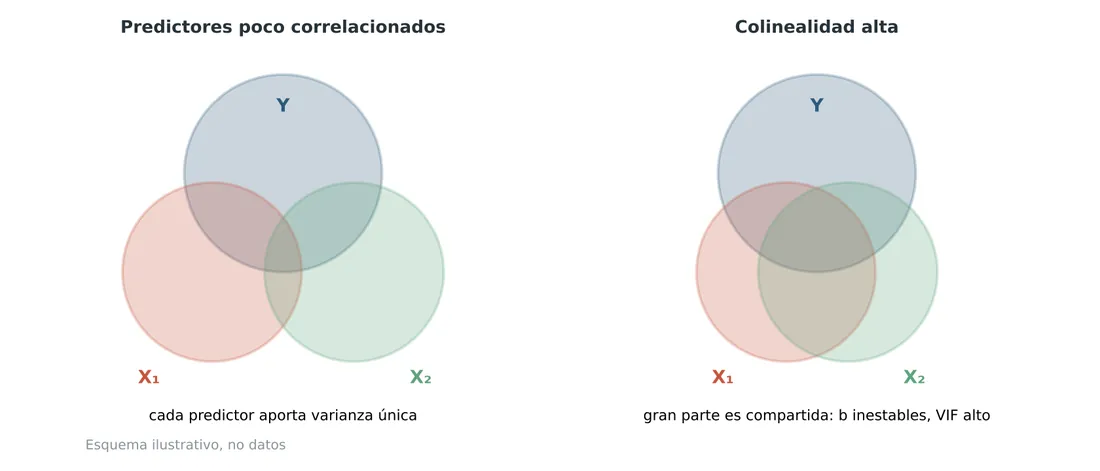 Predictores poco correlacionados
Y
X₁
X₂
cada predictor aporta varianza única
Esquema ilustrativo, no datos
Colinealidad alta
Y
X₁
X₂
gran parte es compartida: b inestables, VIF alto